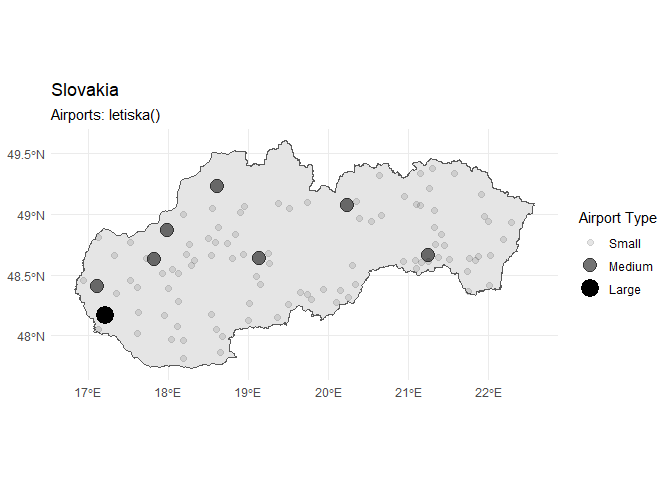 Slovakia
Airports: letiska()
49.5°N
49°N
48.5°N
48°N
17°E
18°E
19°E
20°E
21°E
22°E
Airport Type
Small
Medium
Large